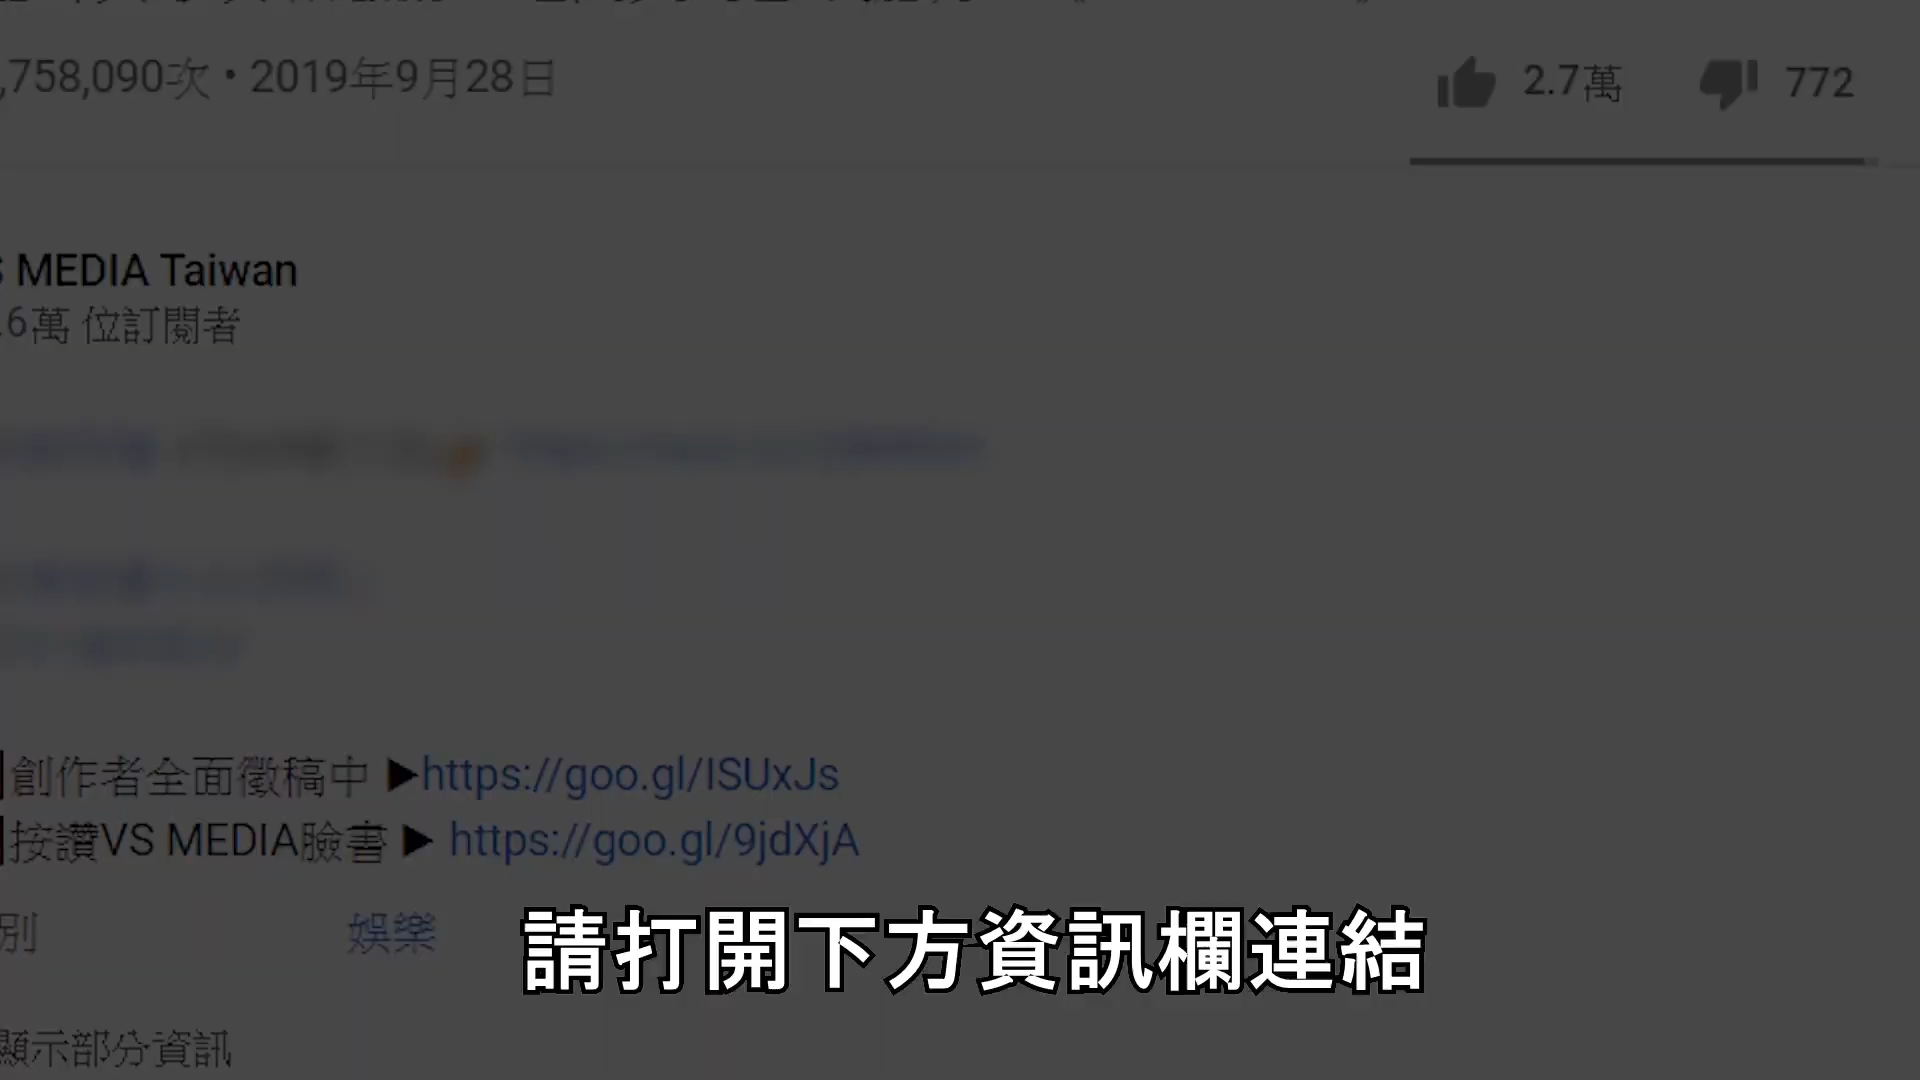 ,758,090次 • 2019年9月28日
2.7萬 772
MEDIA Taiwan
.6萬 位訂閱者
創作者全面徵稿中 ▶https://goo.gl/ISUxJs
按讚VS MEDIA臉書 ▶ https://goo.gl/9jdXjA
別 娛樂
請打開下方資訊欄連結
顯示部分資訊